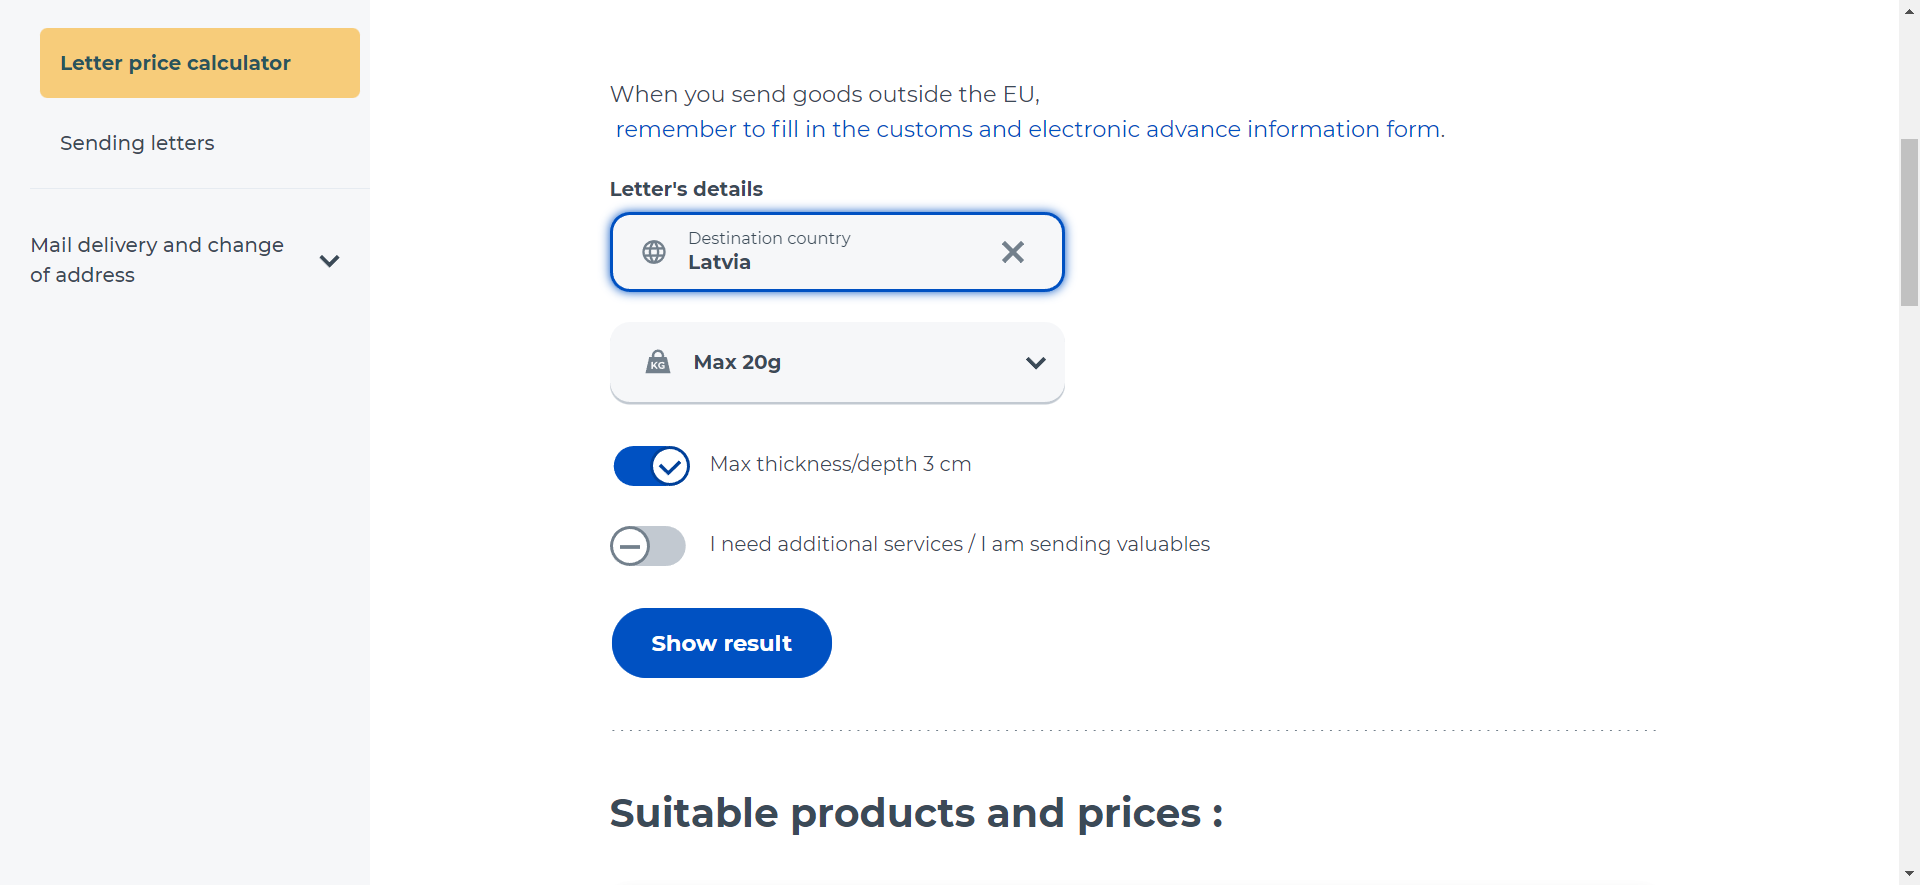 Letter price calculator
Sending letters
Mail delivery and change
of address
When you send goods outside the EU,
remember to fill in the customs and electronic advance information form.
Letter's details
Destination country
Latvia
KG
Max 20g
Max thickness/depth 3 cm
I need additional services / I am sending valuables
Show result
Suitable products and prices :